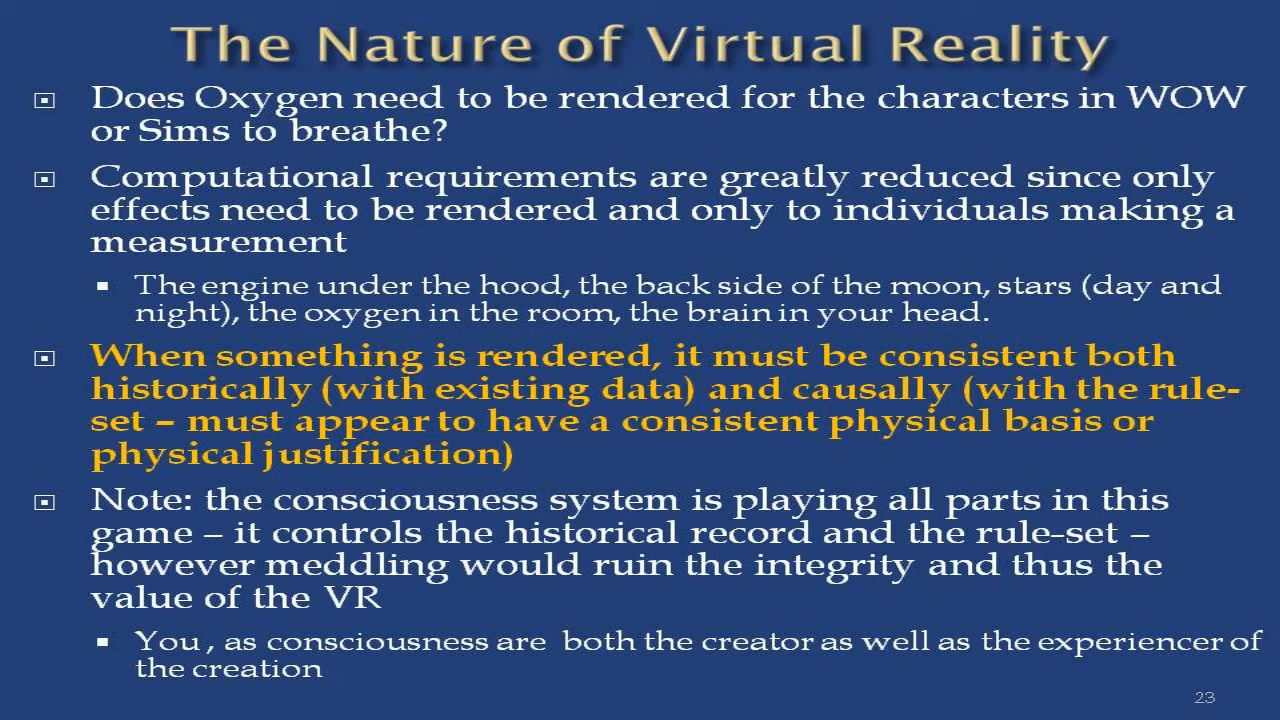 The Nature of Virtual Reality
Does Oxygen need to be rendered for the characters in WOW
or Sims to breathe?
Computational requirements are greatly reduced since only
effects need to be rendered and only to individuals making a
measurement
The engine under the hood, the back side of the moon, stars (day and
night), the oxygen in the room, the brain in your head.
When something is rendered, it must be consistent both
historically (with existing data) and causally (with the rule-
set – must appear to have a consistent physical basis or
physical justification)
Note: the consciousness system is playing all parts in this
game – it controls the historical record and the rule-set –
however meddling would ruin the integrity and thus the
value of the VR
You , as consciousness are both the creator as well as the experiencer of
the creation
23